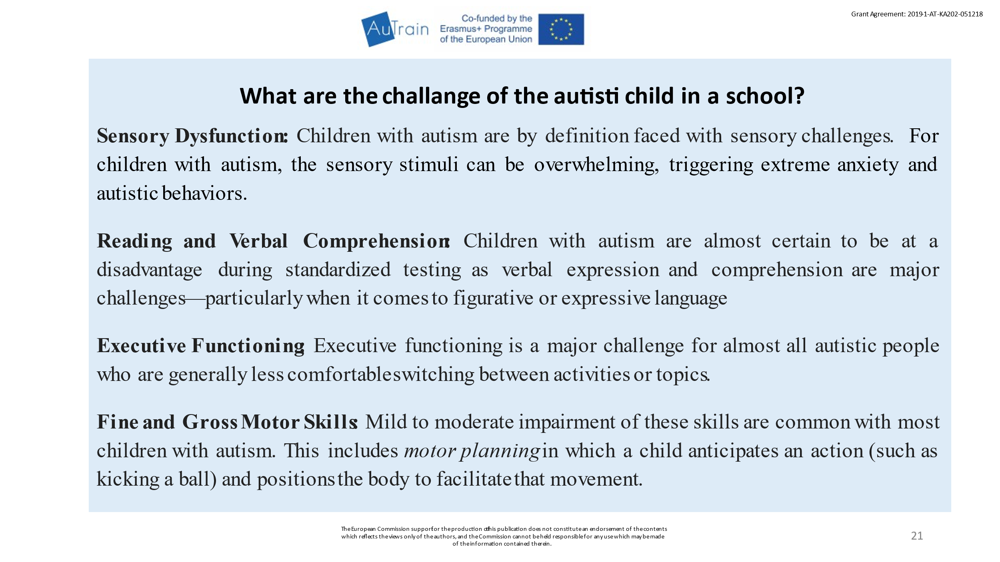 AuTrain
Co-funded by the
Erasmus+ Programme
of the European Union
Grant Agreement: 2019-1-AT-KA202-051218
What are the challange of the autisti child in a school?
Sensory Dysfunction: Children with autism are by definition faced with sensory challenges. For
children with autism, the sensory stimuli can be overwhelming, triggering extreme anxiety and
autistic behaviors.
Reading and Verbal Comprehension: Children with autism are almost certain to be at a
disadvantage during standardized testing as verbal expression and comprehension are major
challenges—particularly when it comes to figurative or expressive language
Executive Functioning: Executive functioning is a major challenge for almost all autistic people
who are generally less comfortable switching between activities or topics.
Fine and Gross Motor Skills: Mild to moderate impairment of these skills are common with most
children with autism. This includes motor planning in which a child anticipates an action (such as
kicking a ball) and positions the body to facilitate that movement.
The European Commission support for the production of this publication does not constitute an endorsement of the contents
which reflects the views only of the authors, and the Commission cannot be held responsible for any use which may be made
of the information contained therein.
21